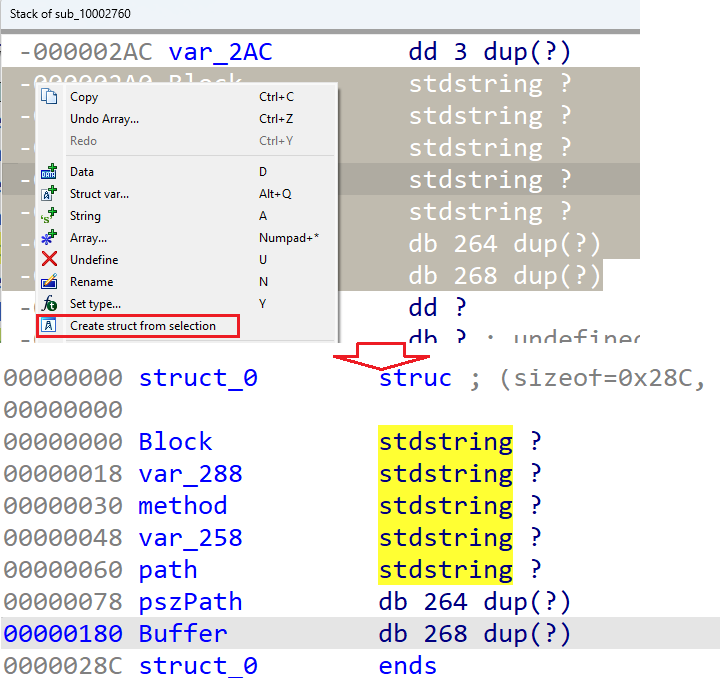 Stack of sub_10002760
-000002AC var_2AC dd 3 dup(?)
stdstring ?
Copy Ctrl+C
stdstring ?
Undo Array... Ctrl+Z
Redo Ctrl+Y
stdstring ?
Data D
stdstring ?
Struct var... Alt+Q
String A
stdstring ?
Array... Numpad+*
db 264 dup(?)
Undefine U
db 268 dup(?)
Rename N
Set type... Y
dd ?
Create struct from selection
db ? ; undefined
00000000 struct_0 struc ; (sizeof=0x28C,
00000000
00000000 Block stdstring ?
00000018 var_288 stdstring ?
00000030 method stdstring ?
00000048 var_258 stdstring ?
00000060 path stdstring ?
00000078 pszPath db 264 dup(?)
00000180 Buffer db 268 dup(?)
0000028C struct_0 ends